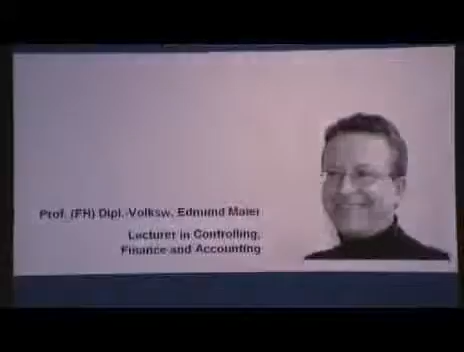 Prof. (FH) Dipl.-Volksw. Edmund Maier
Lecturer in Controlling,
Finance and Accounting